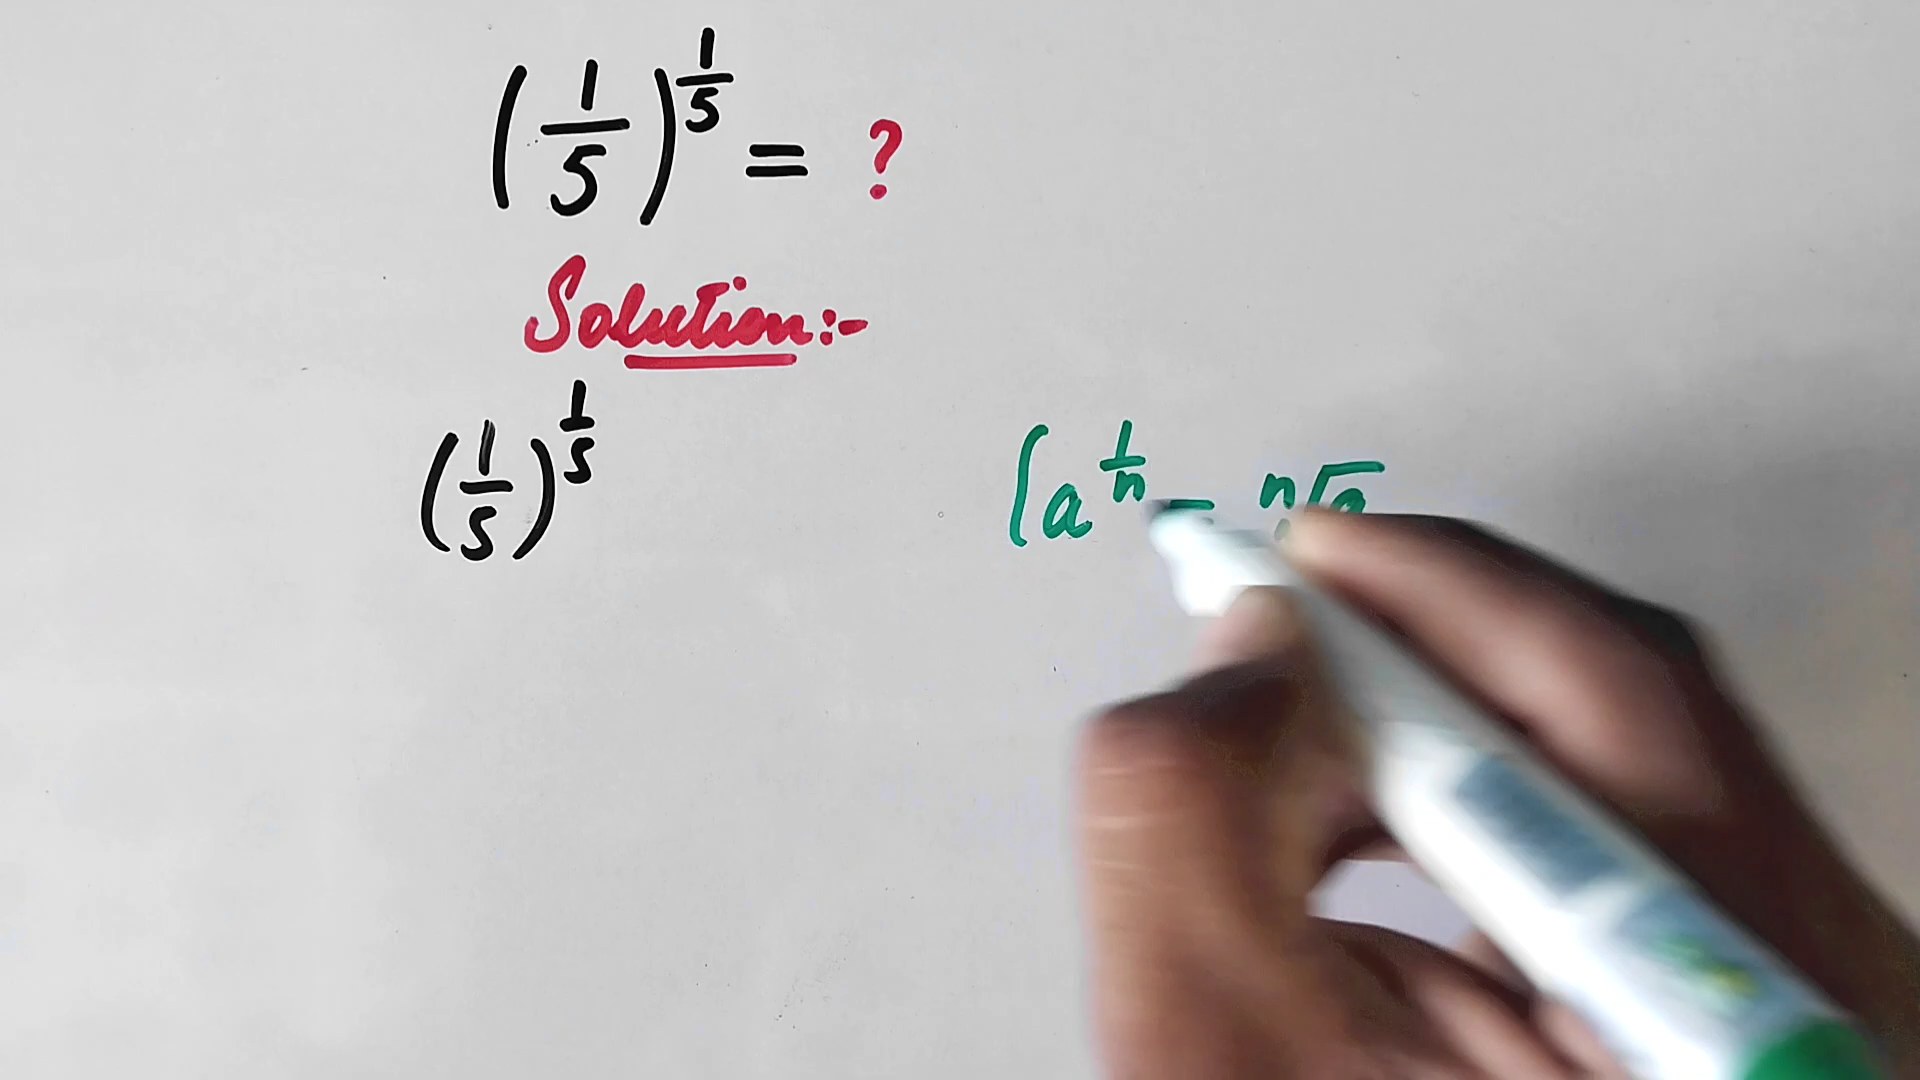 (1/5)^(1/5) = ?
Solution:-
(1/5)^(1/5) (a^(1/n) = ⁿ√a